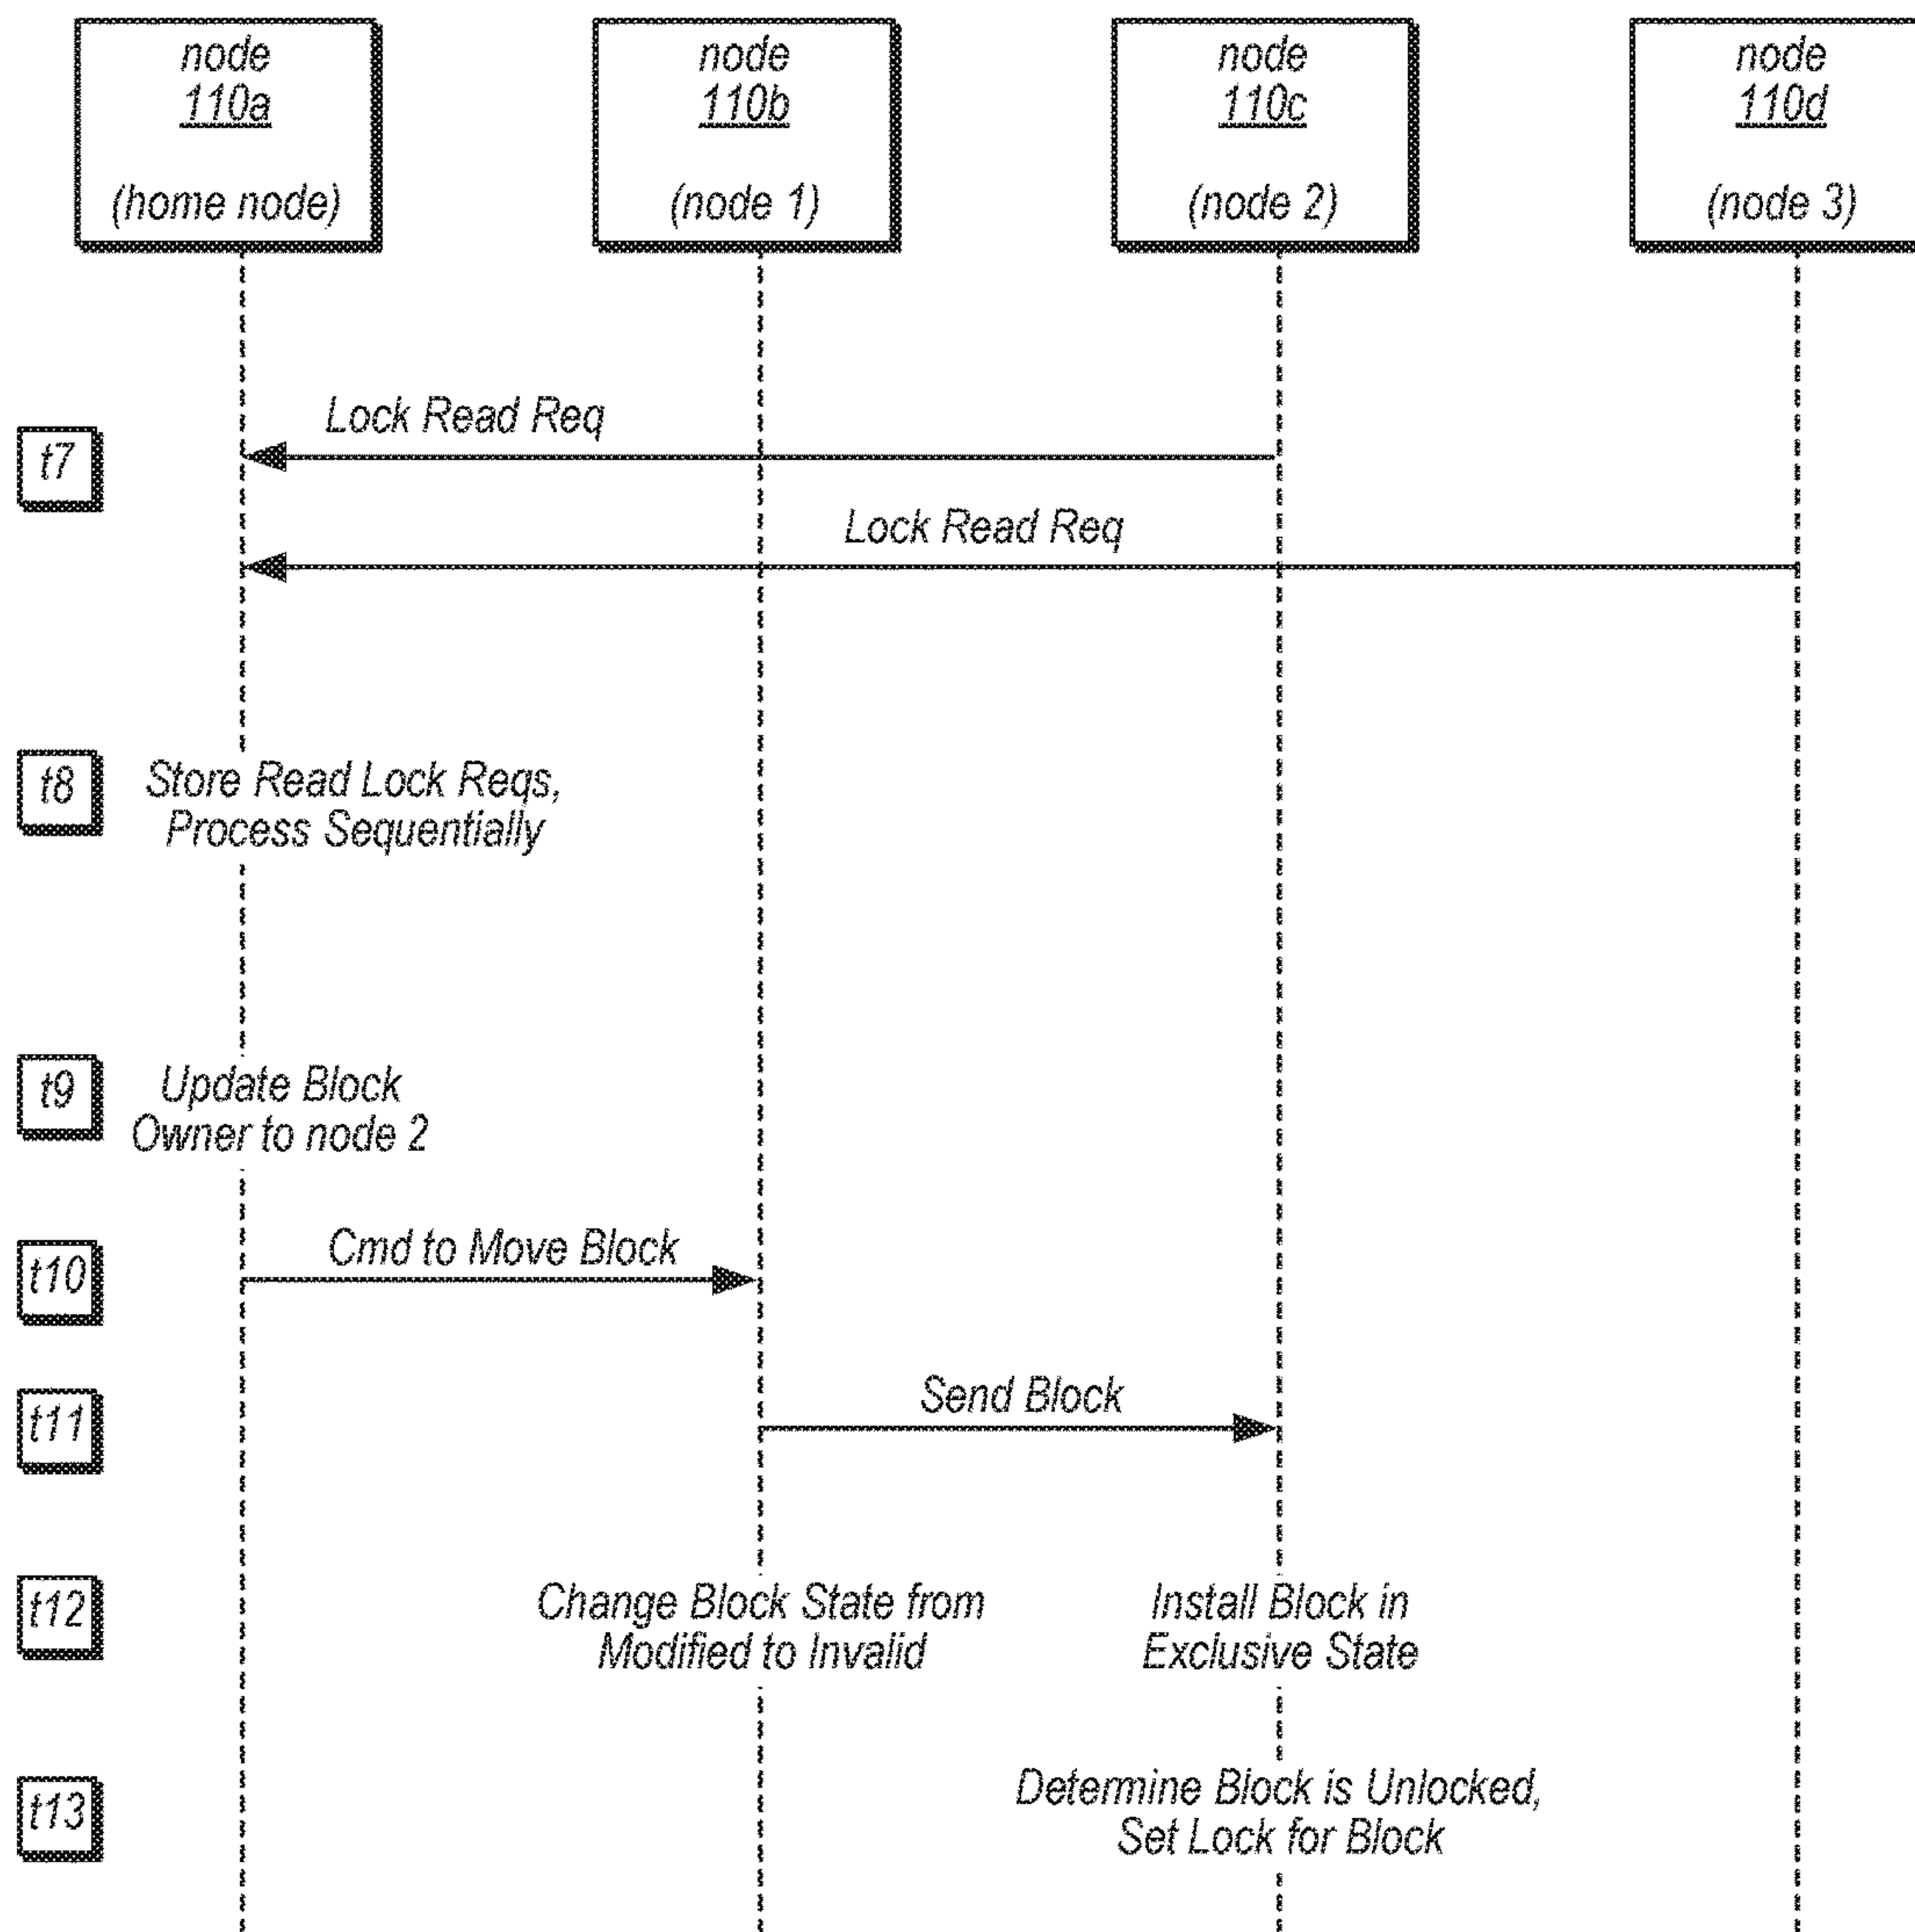 node
110a
(home node)
node
110b
(node 1)
node
110c
(node 2)
node
110d
(node 3)
t7
Lock Read Req
Lock Read Req
t8
Store Read Lock Reqs,
Process Sequentially
t9
Update Block
Owner to node 2
t10
Cmd to Move Block
t11
Send Block
t12
Change Block State from
Modified to Invalid
Install Block in
Exclusive State
t13
Determine Block is Unlocked,
Set Lock for Block